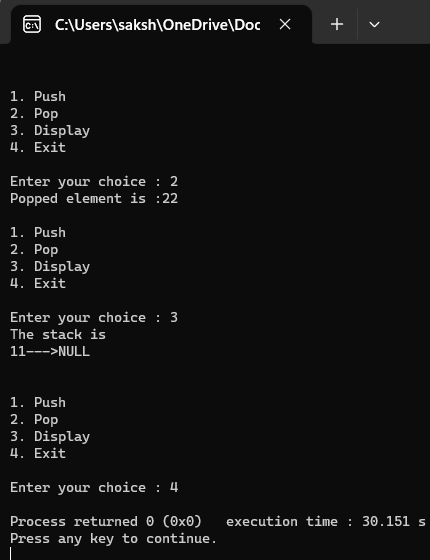 C:\Users\saksh\OneDrive\Doc
1. Push
2. Pop
3. Display
4. Exit
Enter your choice : 2
Popped element is :22
1. Push
2. Pop
3. Display
4. Exit
Enter your choice : 3
The stack is
11--->NULL
1. Push
2. Pop
3. Display
4. Exit
Enter your choice : 4
Process returned 0 (0x0)   execution time : 30.151 s
Press any key to continue.